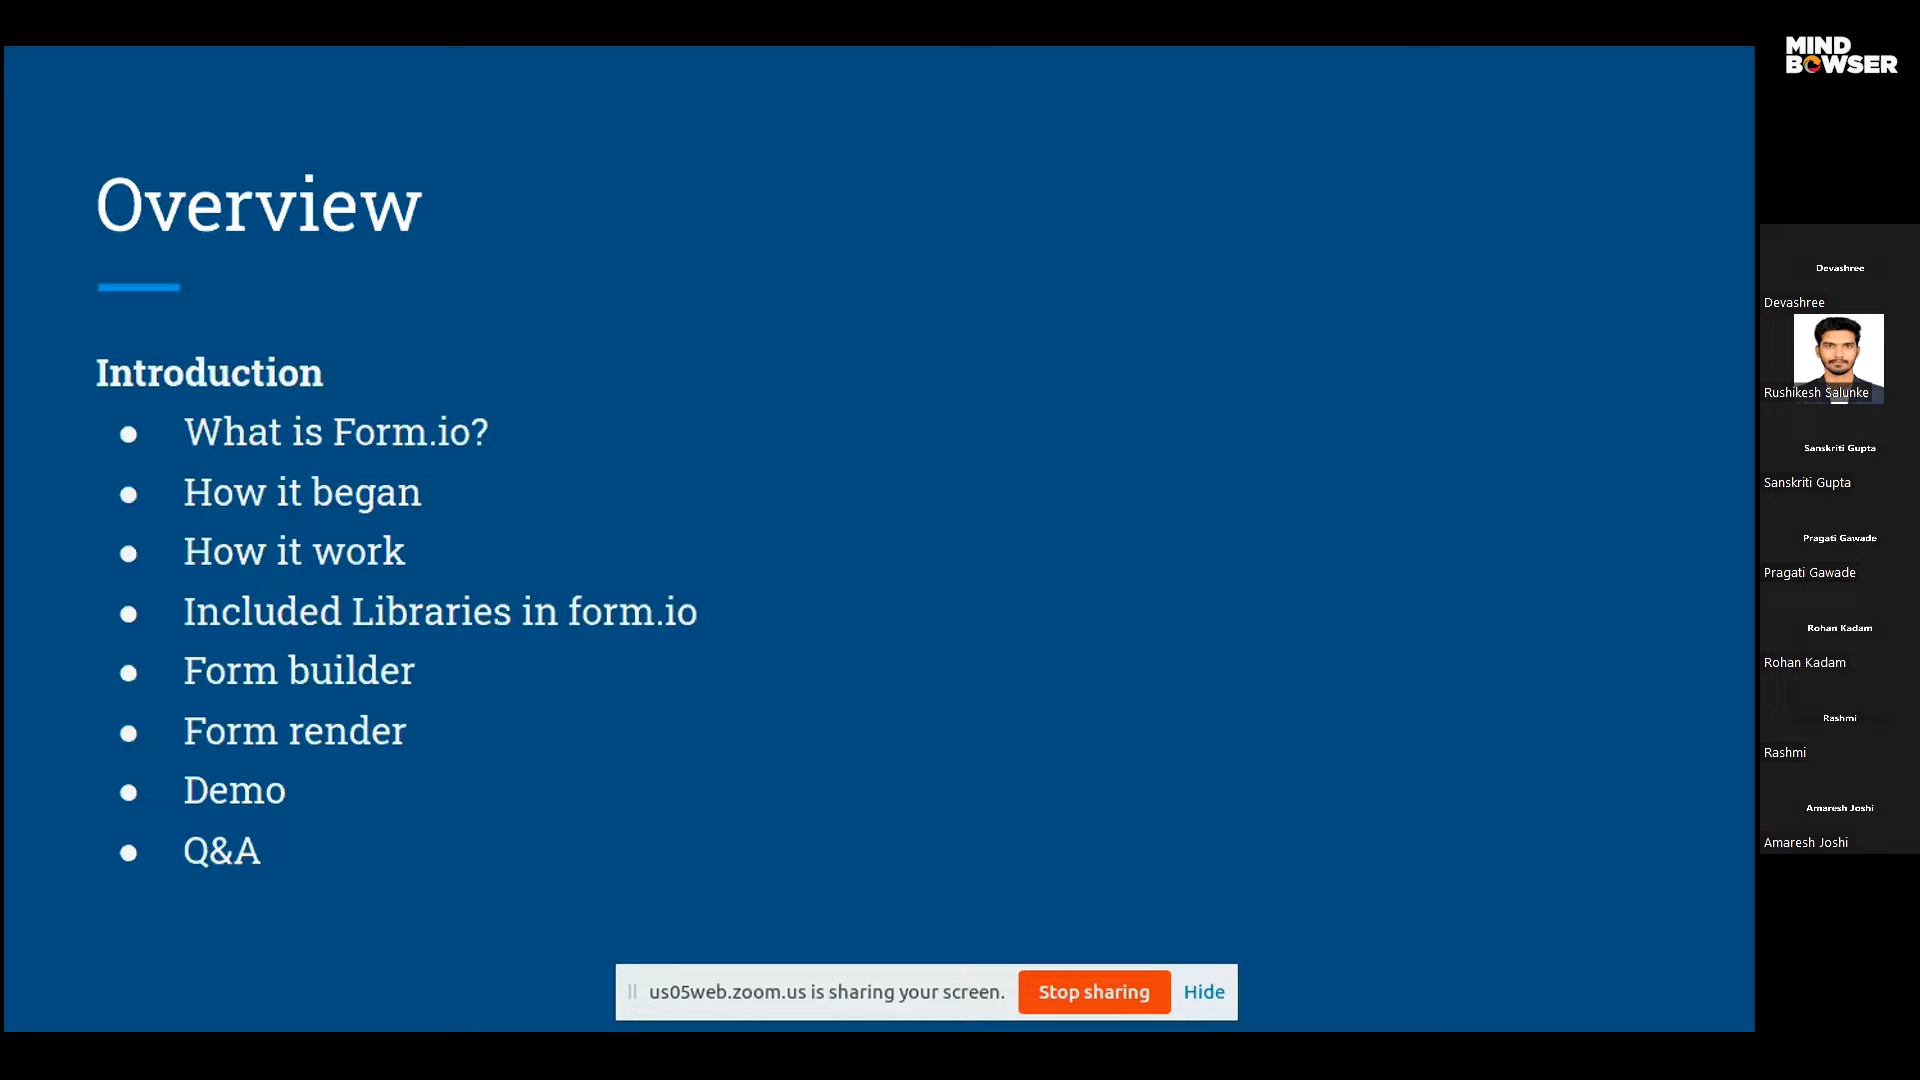 MIND
BOWSER
Overview
Introduction
● What is Form.io?
● How it began
● How it work
● Included Libraries in form.io
● Form builder
● Form render
● Demo
● Q&A
us05web.zoom.us is sharing your screen. Stop sharing Hide
Devashree
Devashree
Rushikesh Salunke
Sanskriti Gupta
Sanskriti Gupta
Pragati Gawade
Pragati Gawade
Rohan Kadam
Rohan Kadam
Rashmi
Rashmi
Amaresh Joshi
Amaresh Joshi